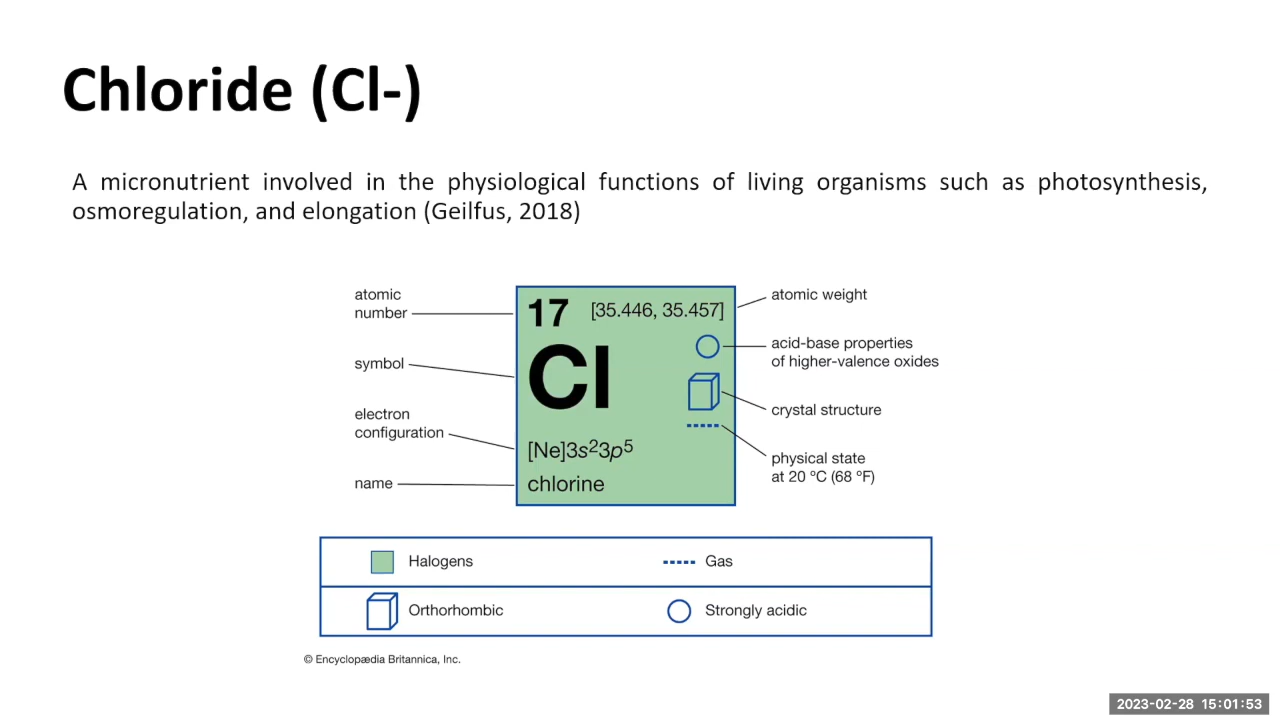 Chloride (Cl-)
A micronutrient involved in the physiological functions of living organisms such as photosynthesis,
osmoregulation, and elongation (Geilfus, 2018)
atomic
number
symbol
electron
configuration
name
17 [35.446, 35.457]
Cl
[Ne]3s²3p⁵
chlorine
atomic weight
acid-base properties
of higher-valence oxides
crystal structure
physical state
at 20 °C (68 °F)
Halogens
Gas
Orthorhombic
Strongly acidic
© Encyclopædia Britannica, Inc.
2023-02-28 15:01:53